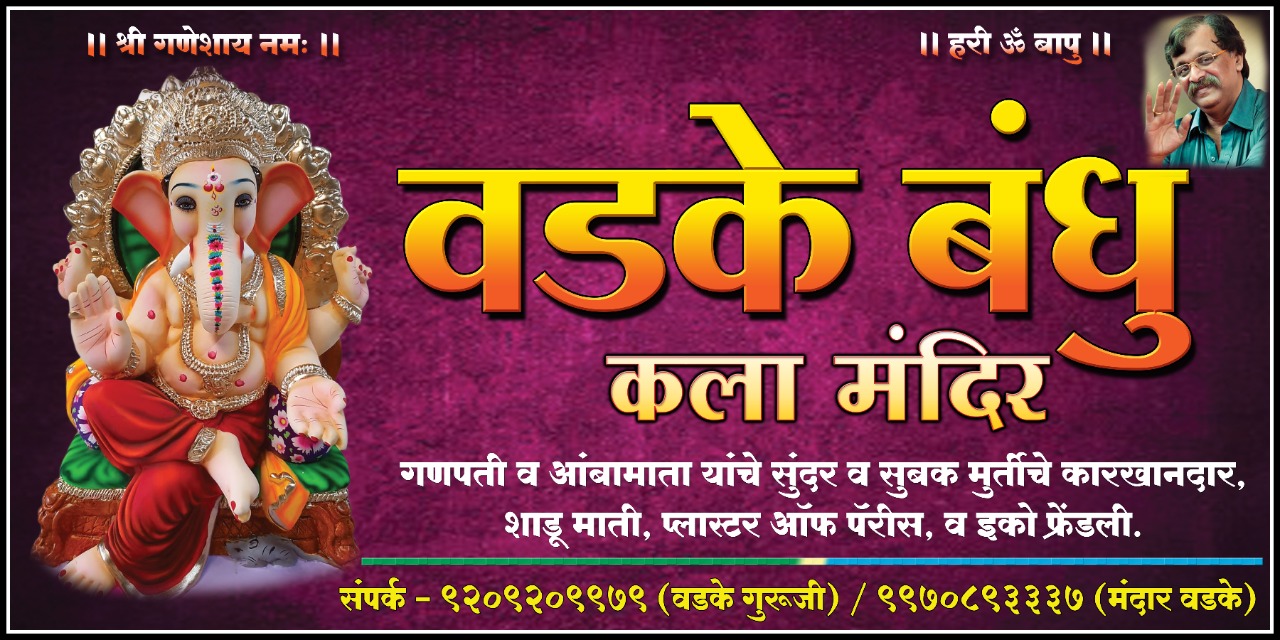 || श्री गणेशाय नमः ||
|| हरी ॐ बापु ||
वडके बंधु
कला मंदिर
गणपती व आंबामाता यांचे सुंदर व सुबक मुर्तीचे कारखानदार,
शाडू माती, प्लास्टर ऑफ पॅरीस, व इको फ्रेंडली.
संपर्क - ९२०९२०९९७९ (वडके गुरूजी) / ९९७०८९३३३७ (मंदार वडके)